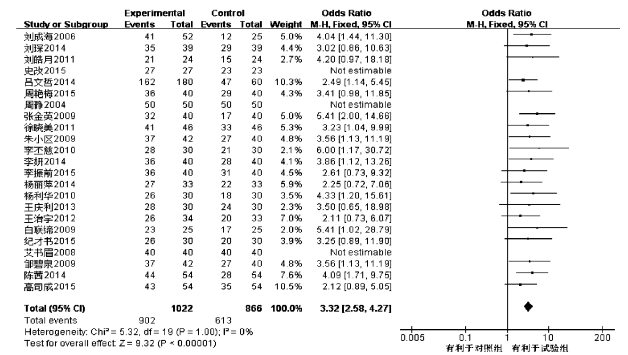 Experimental Control Odds Ratio Odds Ratio
Study or Subgroup Events Total Events Total Weight M-H, Fixed, 95% CI M-H, Fixed, 95% CI
刘成海2006 41 52 12 25 5.0% 4.04 [1.44, 11.30]
刘琛2014 35 39 29 39 4.4% 3.02 [0.86, 10.63]
刘皓月2011 21 24 15 24 2.7% 4.20 [0.97, 18.18]
史改2015 27 27 23 23 Not estimable
吕文哲2014 162 180 47 60 10.3% 2.49 [1.14, 5.45]
周艳梅2015 36 40 29 40 4.0% 3.41 [0.98, 11.85]
周静2004 50 50 50 50 Not estimable
张金英2009 32 40 17 40 5.0% 5.41 [2.00, 14.66]
徐晓美2011 41 46 33 46 5.3% 3.23 [1.04, 9.99]
朱小区2009 37 42 27 40 4.3% 3.56 [1.13, 11.19]
28 30 21 30 2.0% 6.00 [1.17, 30.72]
李妍2014 36 40 28 40 4.0% 3.86 [1.12, 13.26]
李振前2015 36 40 31 40 4.4% 2.61 [0.73, 9.32]
杨丽萍2014 27 33 22 33 5.4% 2.25 [0.72, 7.06]
杨利华2010 26 30 18 30 3.5% 4.33 [1.20, 15.61]
王庆利2013 28 30 24 30 2.5% 3.50 [0.65, 18.98]
王治宇2012 26 34 20 33 7.0% 2.11 [0.73, 6.07]
白联缔2009 23 25 17 25 1.9% 5.41 [1.02, 28.79]
纪才书2015 26 30 20 30 3.9% 3.25 [0.89, 11.90]
艾书眉2008 40 40 40 40 Not estimable
邹碧泉2009 37 42 27 40 4.3% 3.56 [1.13, 11.19]
陈茜2014 44 54 28 54 7.6% 4.09 [1.71, 9.75]
高司成2015 43 54 35 54 10.5% 2.12 [0.89, 5.05]
Total (95% CI) 1022 866 100.0% 3.32 [2.58, 4.27]
Total events 902 613
Heterogeneity: Chi² = 5.32, df = 19 (P = 1.00); I² = 0%
Test for overall effect: Z = 9.32 (P < 0.00001)
0.005 0.1 1 10 200
有利于对照组 有利于试验组